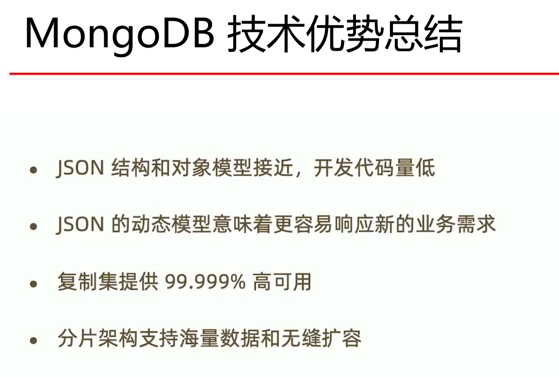 MongoDB 技术优势总结
• JSON 结构和对象模型接近，开发代码量低
• JSON 的动态模型意味着更容易响应新的业务需求
• 复制集提供 99.999% 高可用
• 分片架构支持海量数据和无缝扩容